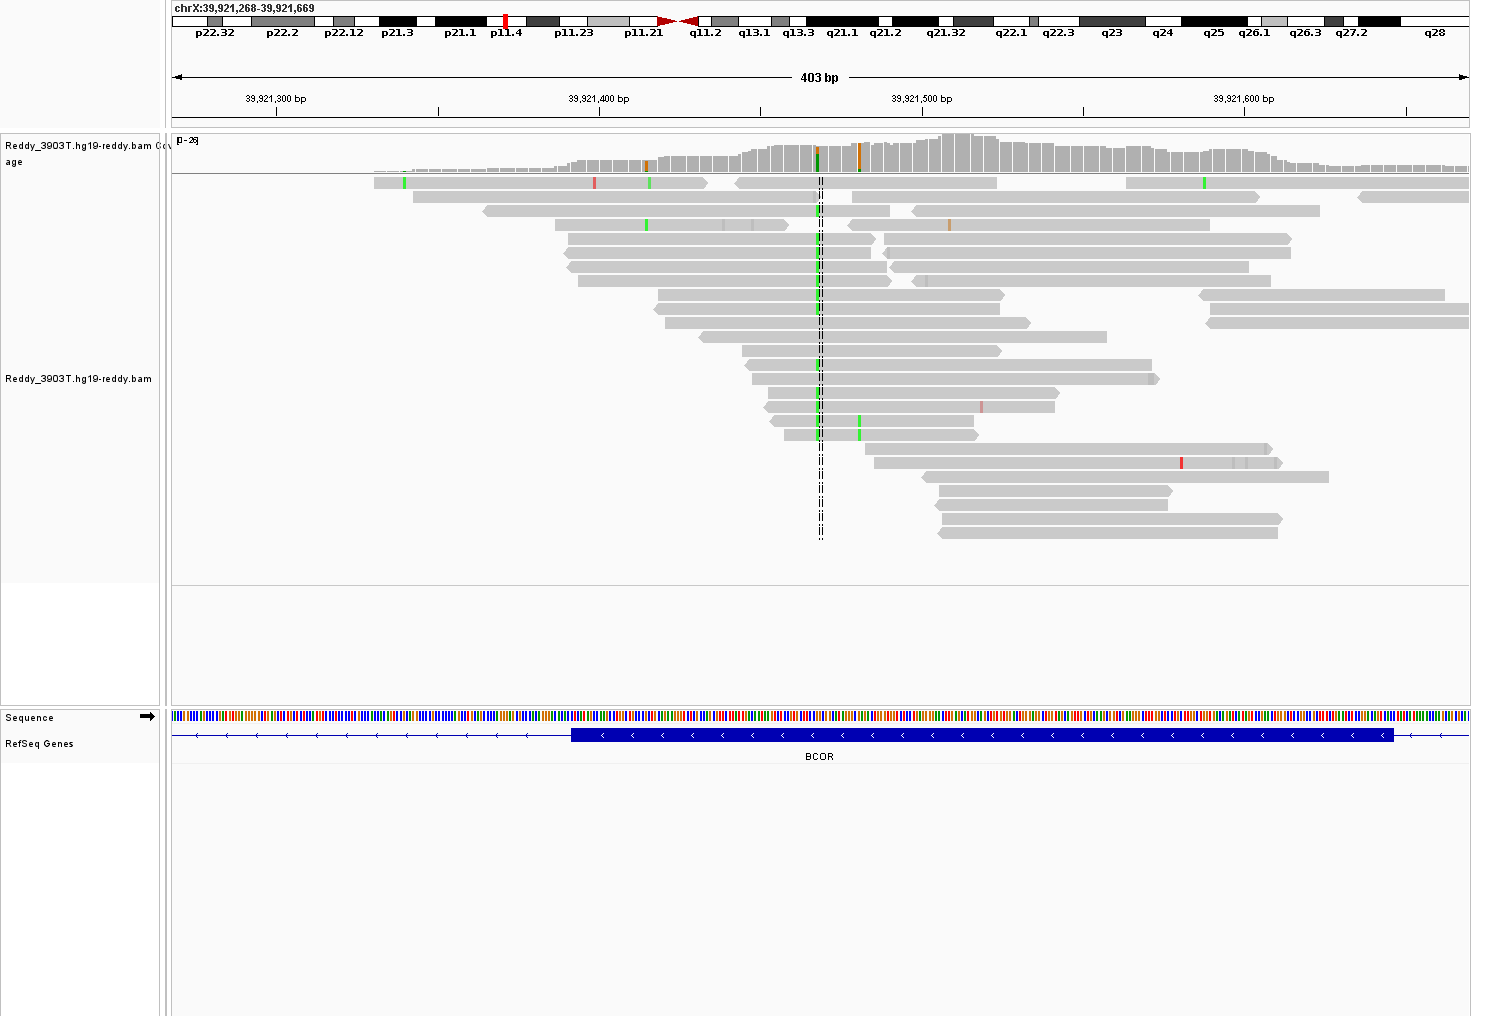 chrX:39,921,268-39,921,669
p22.32 p22.2 p22.12 p21.3 p21.1 p11.4 p11.23 p11.21 q11.2 q13.1 q13.3 q21.1 q21.2 q21.32 q22.1 q22.3 q23 q24 q25 q26.1 q26.3 q27.2 q28
403 bp
39,921,300 bp 39,921,400 bp 39,921,500 bp 39,921,600 bp
[0-26]
Reddy_3903T.hg19-reddy.bam Cov
age
Reddy_3903T.hg19-reddy.bam
Sequence
RefSeq Genes
BCOR